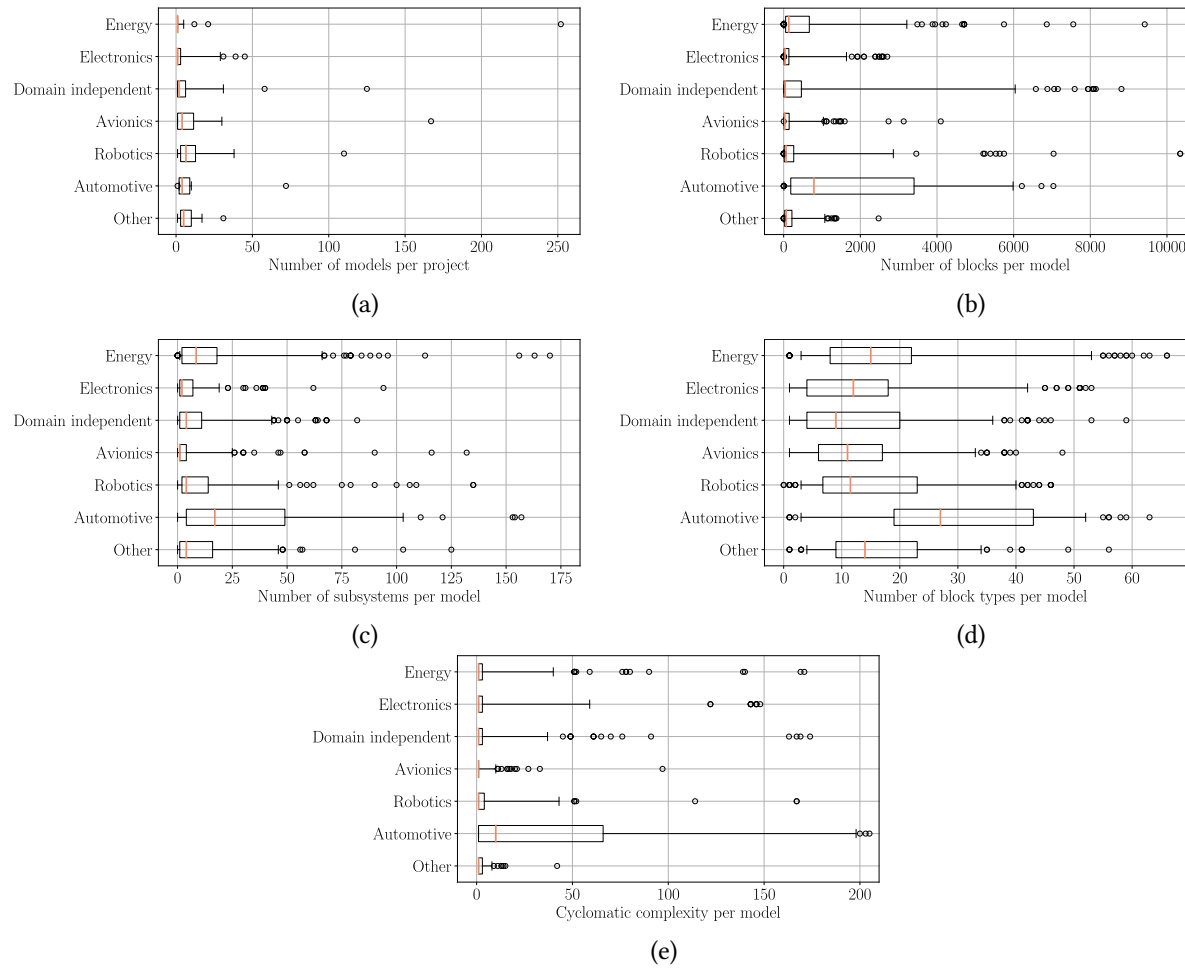 Energy
Electronics
Domain independent
Avionics
Robotics
Automotive
Other
0 50 100 150 200 250
Number of models per project
(a)
Energy
Electronics
Domain independent
Avionics
Robotics
Automotive
Other
0 2000 4000 6000 8000 10000
Number of blocks per model
(b)
Energy
Electronics
Domain independent
Avionics
Robotics
Automotive
Other
0 25 50 75 100 125 150 175
Number of subsystems per model
(c)
Energy
Electronics
Domain independent
Avionics
Robotics
Automotive
Other
0 10 20 30 40 50 60
Number of block types per model
(d)
Energy
Electronics
Domain independent
Avionics
Robotics
Automotive
Other
0 50 100 150 200
Cyclomatic complexity per model
(e)